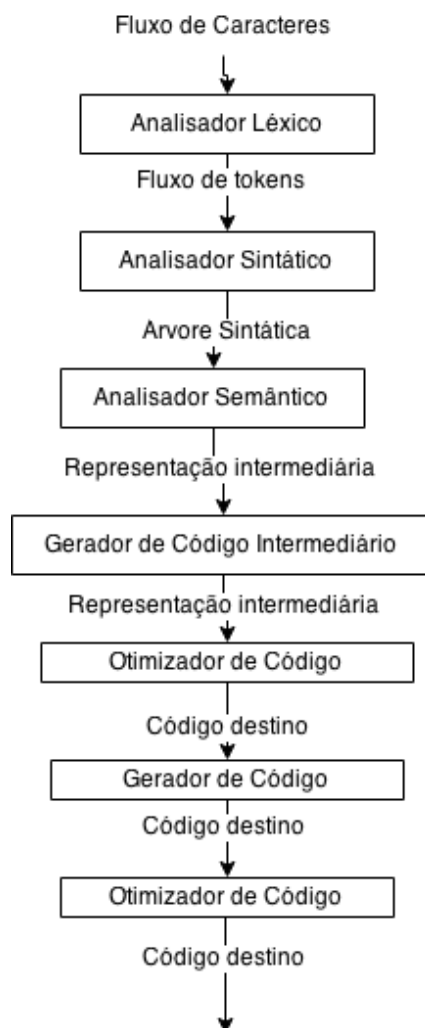 Fluxo de Caracteres
Analisador Léxico
Fluxo de tokens
Analisador Sintático
Arvore Sintática
Analisador Semântico
Representação intermediária
Gerador de Código Intermediário
Representação intermediária
Otimizador de Código
Código destino
Gerador de Código
Código destino
Otimizador de Código
Código destino